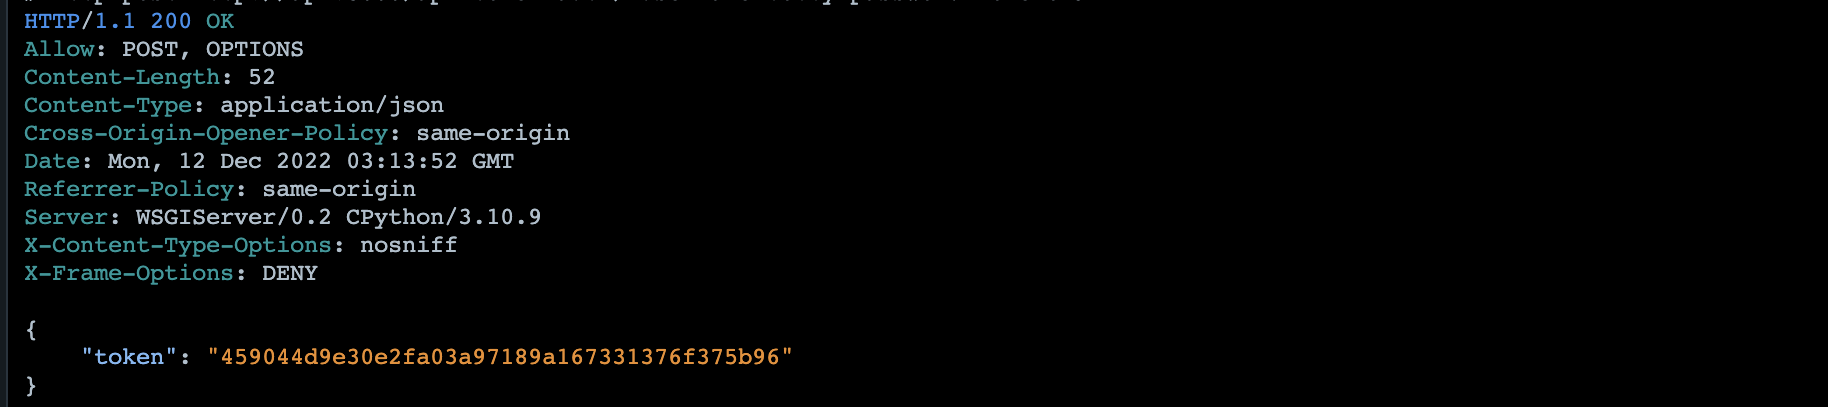 HTTP/1.1 200 OK
Allow: POST, OPTIONS
Content-Length: 52
Content-Type: application/json
Cross-Origin-Opener-Policy: same-origin
Date: Mon, 12 Dec 2022 03:13:52 GMT
Referrer-Policy: same-origin
Server: WSGIServer/0.2 CPython/3.10.9
X-Content-Type-Options: nosniff
X-Frame-Options: DENY
{
"token": "459044d9e30e2fa03a97189a167331376f375b96"
}